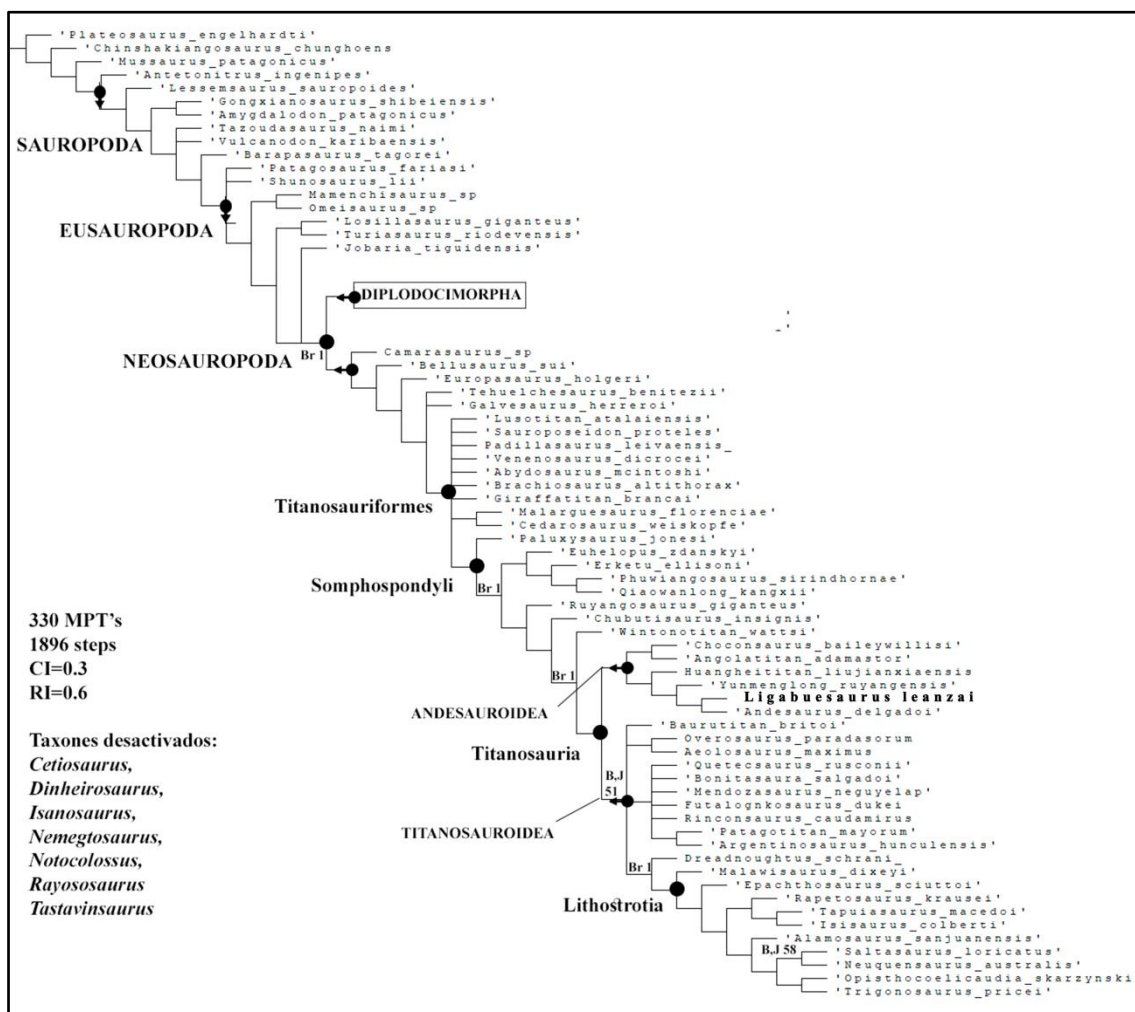 'Plateosaurus_engelhardti'
'Chinshakiangosaurus_chunghoens
'Mussaurus_patagonicus'
'Antetonitrus_ingenipes'
'Lessemsaurus_sauropoides'
'Gongxianosaurus_shibeiensis'
'Amygdalodon_patagonicus'
'Tazoudasaurus_naimi'
SAUROPODA
'Vulcanodon_karibaensis'
'Barapasaurus_tagorei'
'Patagosaurus_fariasi'
'Shunosaurus_lii'
Mamenchisaurus_sp
Omeisaurus_sp
EUSAUROPODA
'Losillasaurus_giganteus'
'Turiasaurus_riodevensis'
'Jobaria_tiguidensis'
DIPLODOCIMORPHA
'
_'
NEOSAUROPODA
Br 1
Camarasaurus_sp
'Bellusaurus_sui'
'Europasaurus_holgeri'
'Tehuelchesaurus_benitezii'
'Galvesaurus_herreroi'
'Lusotitan_atalaiensis'
'Sauroposeidon_proteles'
Padillasaurus_leivaensis_
'Venenosaurus_dicrocei'
'Abydosaurus_mcintoshi'
'Brachiosaurus_altithorax'
'Giraffatitan_brancai'
Titanosauriformes
'Malarguesaurus_florenciae'
'Cedarosaurus_weiskopfe'
'Paluxysaurus_jonesi'
'Euhelopus_zdanskyi'
'Erketu_ellisoni'
Somphospondyli
Br 1
'Phuwiangosaurus_sirindhornae'
'Qiaowanlong_kangxii'
'Ruyangosaurus_giganteus'
'Chubutisaurus_insignis'
'Wintonotitan_wattsi'
330 MPT's
1896 steps
CI=0.3
RI=0.6
Br 1
'Choconsaurus_baileywillisi'
'Angolatitan_adamastor'
Huangheititan_liujianxiaensis
'Yunmenglong_ruyangensis'
Ligabuesaurus leanzai
'Andesaurus_delgadoi'
ANDESAUROIDEA
Titanosauria
'Baurutitan_britoi'
Overosaurus_paradasorum
Aeolosaurus_maximus
'Quetecsaurus_rusconii'
'Bonitasaura_salgadoi'
B,J
51
'Mendozasaurus_neguyelap'
Futalognkosaurus_dukei
Rinconsaurus_caudamirus
TITANOSAUROIDEA
'Patagotitan_mayorum'
'Argentinosaurus_hunculensis'
Taxones desactivados:
Cetiosaurus,
Dinheirosaurus,
Isanosaurus,
Nemegtosaurus,
Notocolossus,
Rayososaurus
Tastavinsaurus
Br 1
Dreadnoughtus_schrani_
'Malawisaurus_dixeyi'
'Epachthosaurus_sciuttoi'
Lithostrotia
'Rapetosaurus_krausei'
'Tapuiasaurus_macedoi'
'Isisaurus_colberti'
'Alamosaurus_sanjuanensis'
B,J 58
'Saltasaurus_loricatus'
'Neuquensaurus_australis'
'Opisthocoelicaudia_skarzynski
'Trigonosaurus_pricei'